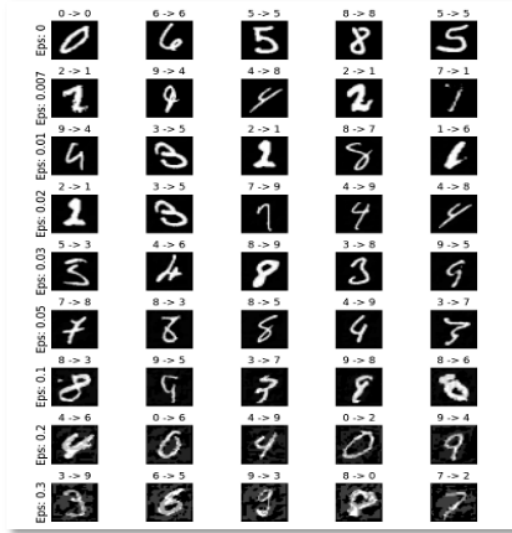 0 -> 0 6 -> 6 5 -> 5 8 -> 8 5 -> 5
Eps: 0
2 -> 1 9 -> 4 4 -> 8 2 -> 1 7 -> 1
Eps: 0.007
9 -> 4 3 -> 5 2 -> 1 8 -> 7 1 -> 6
Eps: 0.01
2 -> 1 3 -> 5 7 -> 9 4 -> 9 4 -> 8
Eps: 0.02
5 -> 3 4 -> 6 8 -> 9 3 -> 8 9 -> 5
Eps: 0.03
7 -> 8 8 -> 3 8 -> 5 4 -> 9 3 -> 7
Eps: 0.05
8 -> 3 9 -> 5 3 -> 7 9 -> 8 8 -> 6
Eps: 0.1
4 -> 6 0 -> 6 4 -> 9 0 -> 2 9 -> 4
Eps: 0.2
3 -> 9 6 -> 5 9 -> 3 8 -> 0 7 -> 2
Eps: 0.3